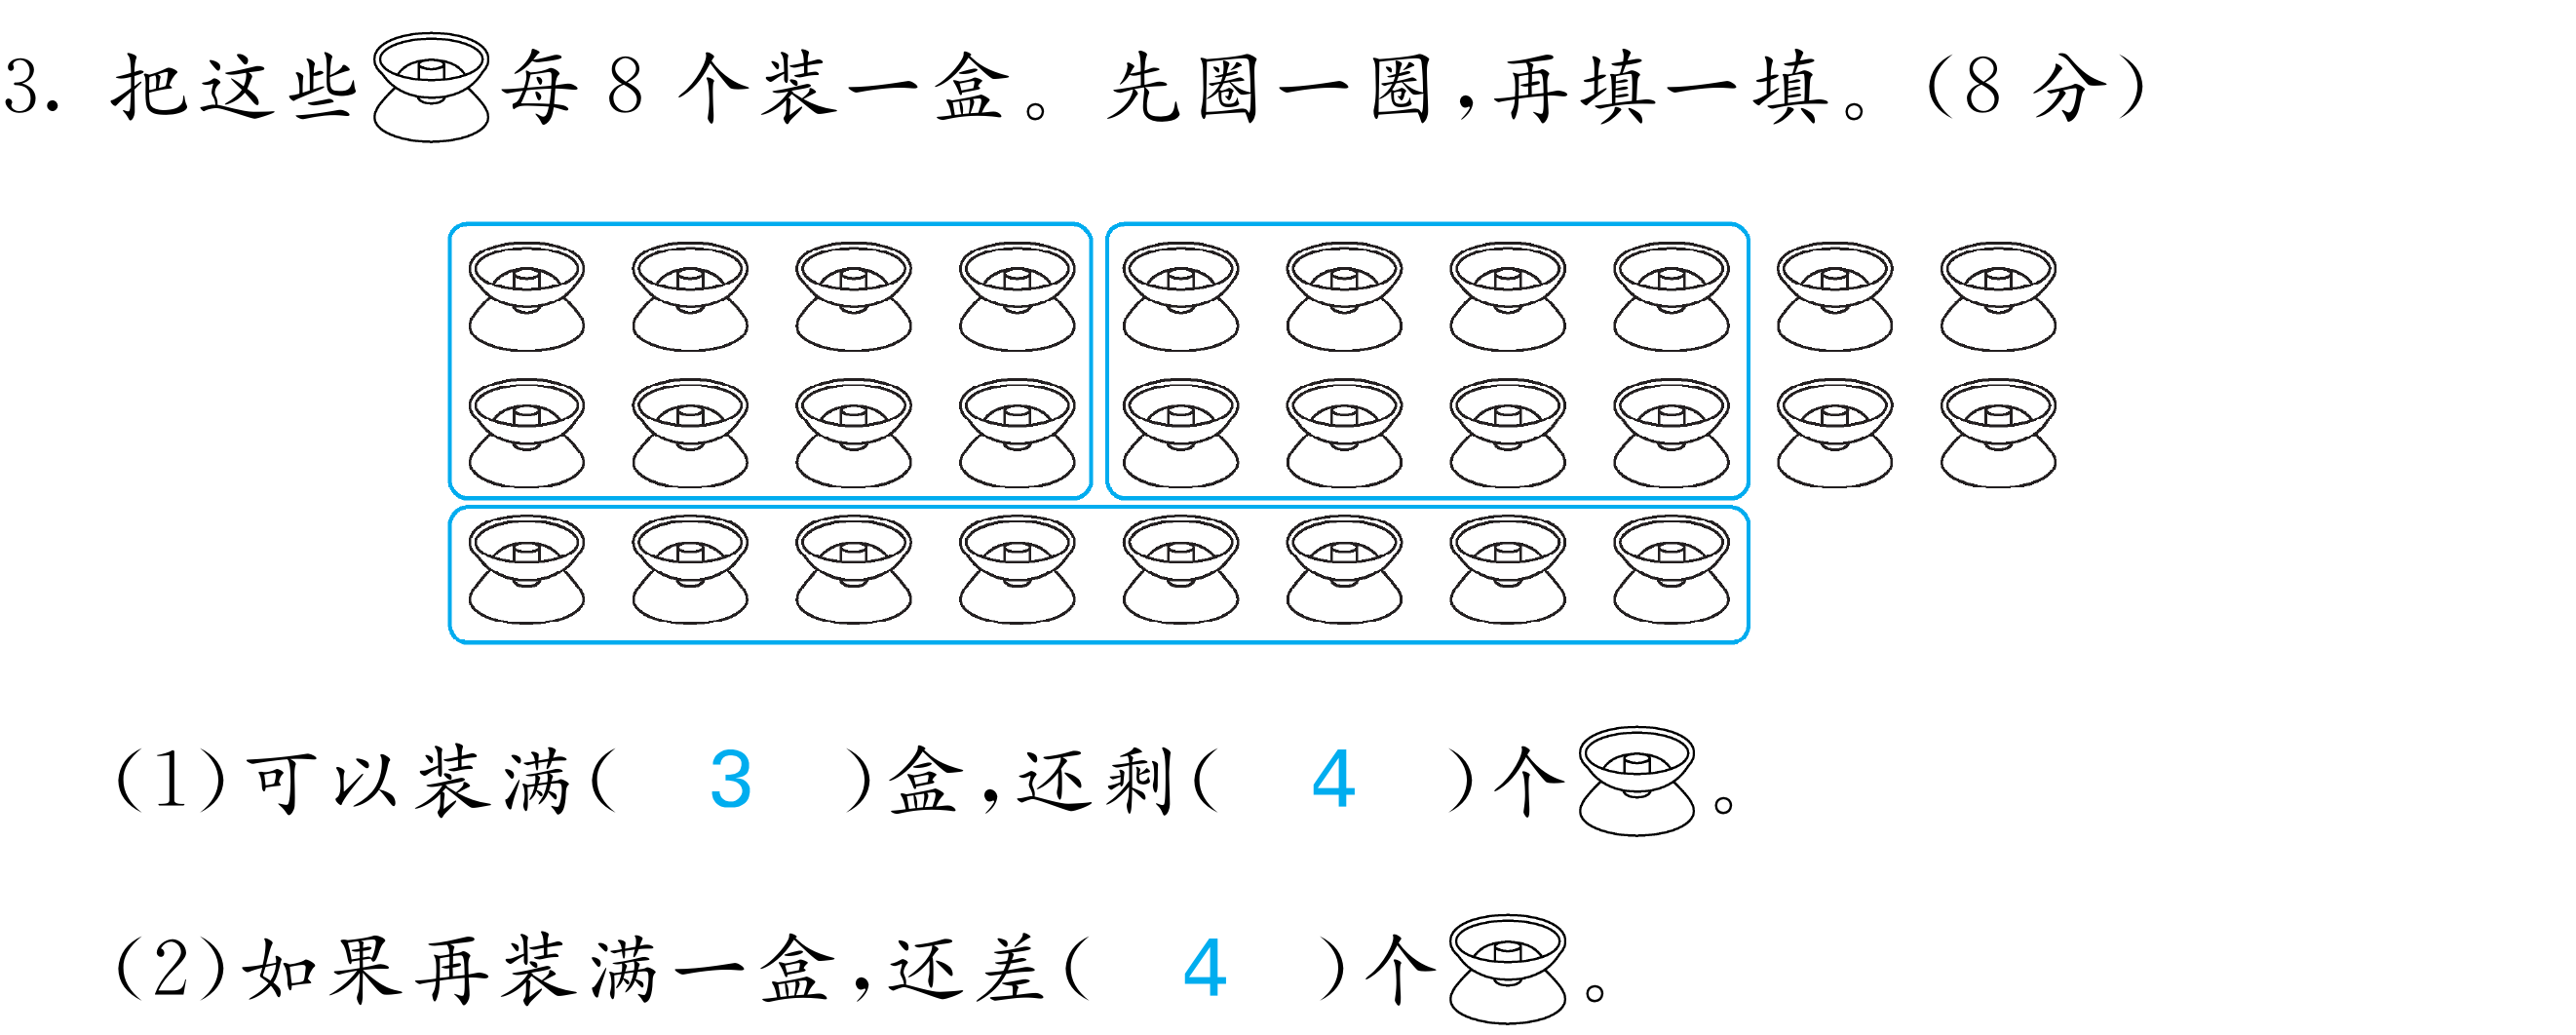 3. 把这些每 8 个装一盒。先圈一圈,再填一填。(8 分)
(1)可以装满( 3 )盒,还剩( 4 )个。
(2)如果再装满一盒,还差( 4 )个。